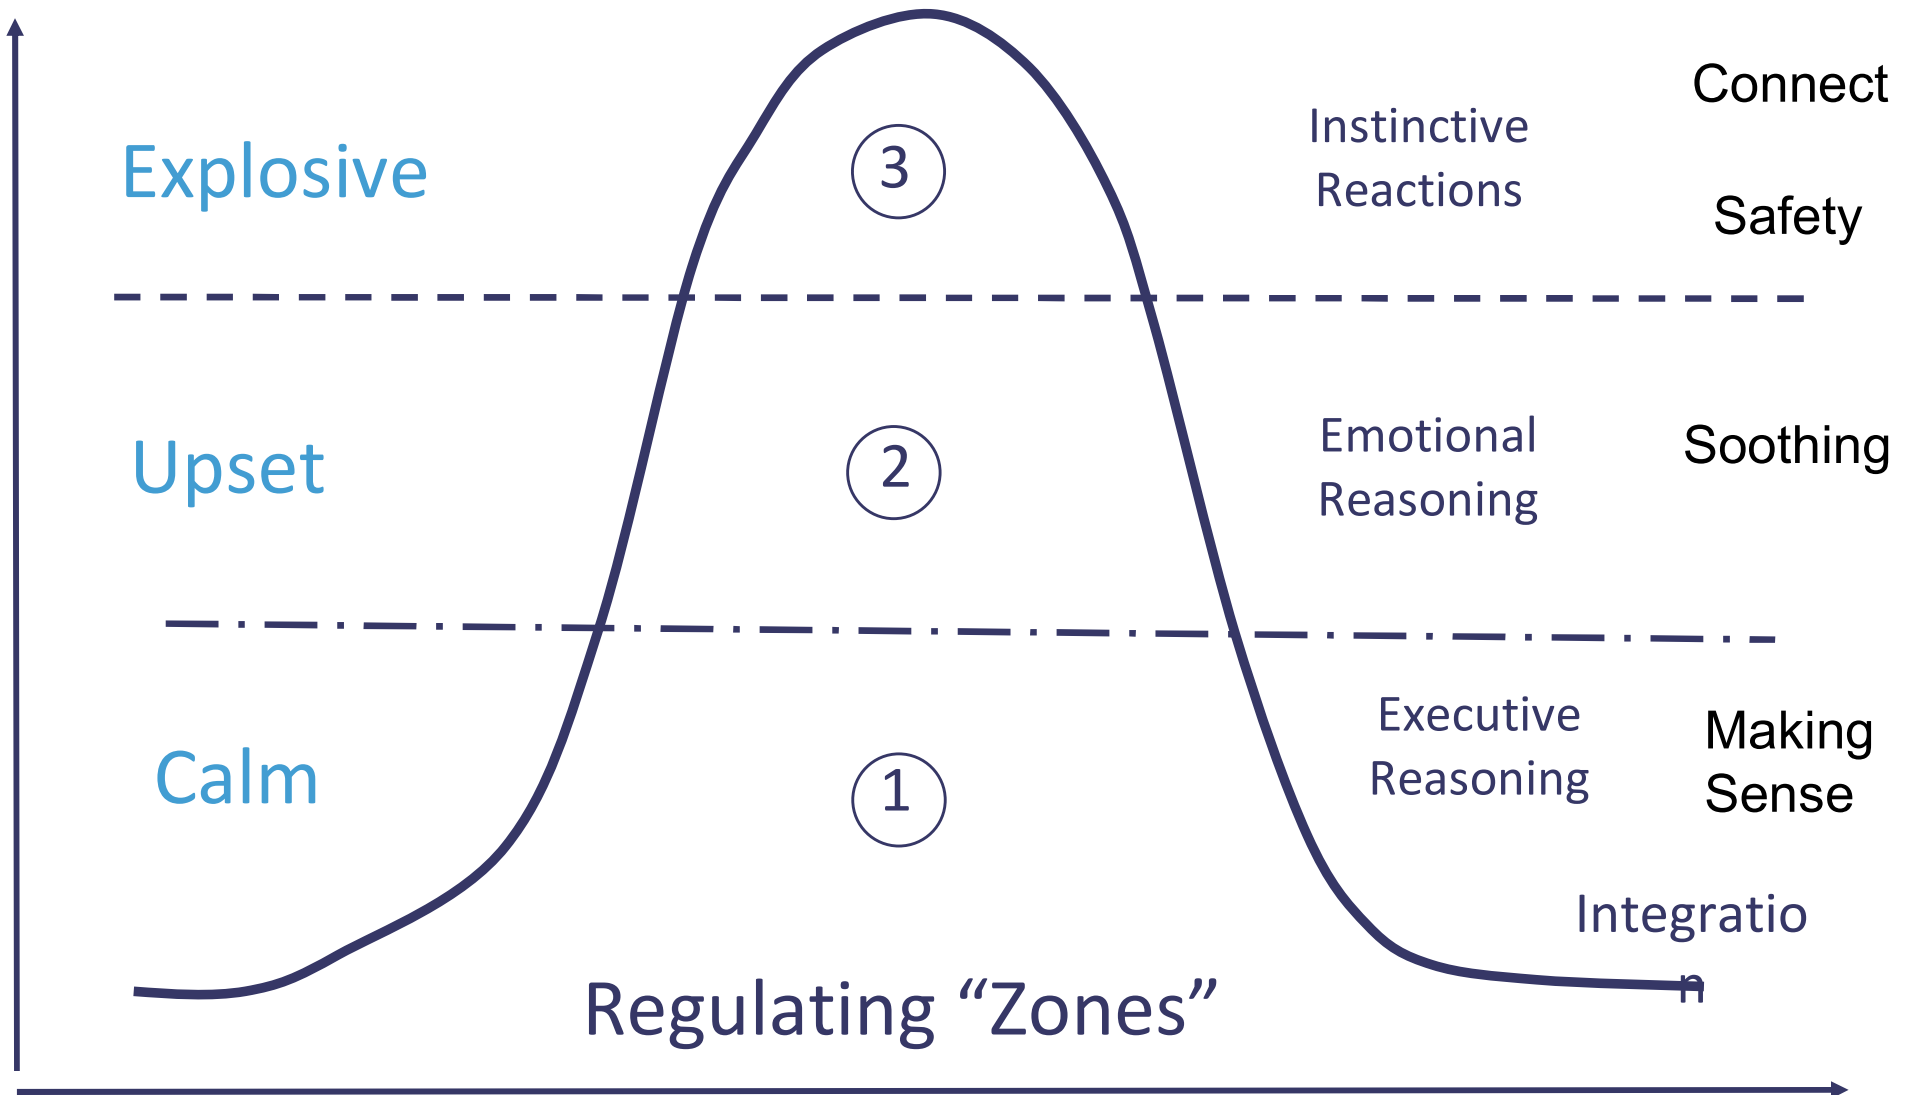 Connect
Instinctive
Reactions
Explosive
3
Safety
Emotional
Reasoning
Upset
2
Soothing
Executive
Reasoning
Making
Sense
Calm
1
Integratio
n
Regulating “Zones”